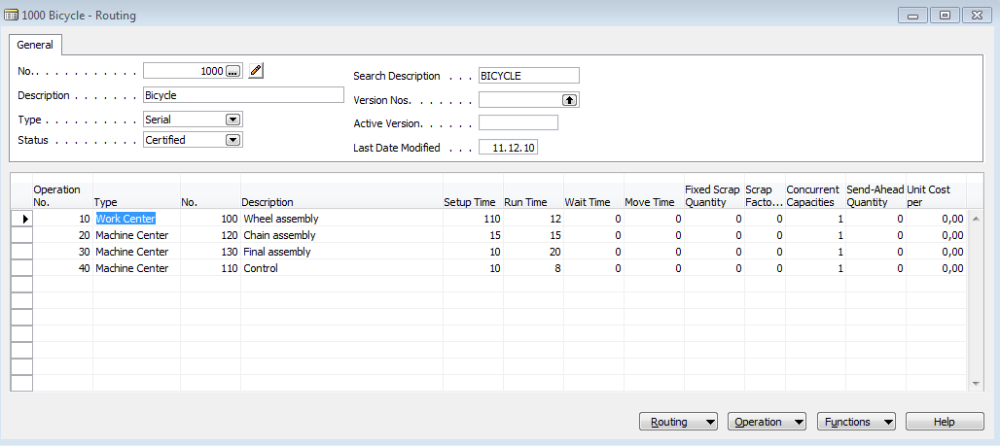 1000 Bicycle - Routing
General
No. . . . . . . . . . . . 1000 ...
Description . . . . . . . Bicycle
Type . . . . . . . . . . Serial
Status . . . . . . . . . Certified
Search Description . . . BICYCLE
Version Nos. . . . . . .
Active Version. . . . . .
Last Date Modified . . . 11.12.10
Operation No. Type No. Description Setup Time Run Time Wait Time Move Time Fixed Scrap Quantity Scrap Facto... Concurrent Capacities Send-Ahead Quantity Unit Cost per
10 Work Center 100 Wheel assembly 110 12 0 0 0 0 1 0 0,00
20 Machine Center 120 Chain assembly 15 15 0 0 0 0 1 0 0,00
30 Machine Center 130 Final assembly 10 20 0 0 0 0 1 0 0,00
40 Machine Center 110 Control 10 8 0 0 0 0 1 0 0,00
Routing Operation Functions Help